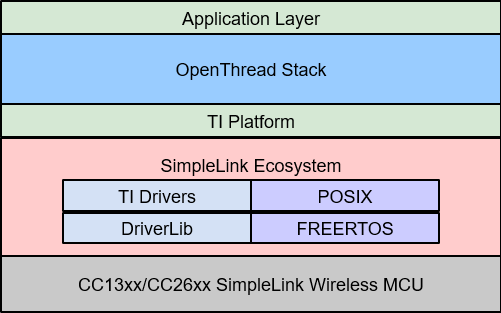 Application Layer
OpenThread Stack
TI Platform
SimpleLink Ecosystem
TI Drivers POSIX
DriverLib FREERTOS
CC13xx/CC26xx SimpleLink Wireless MCU